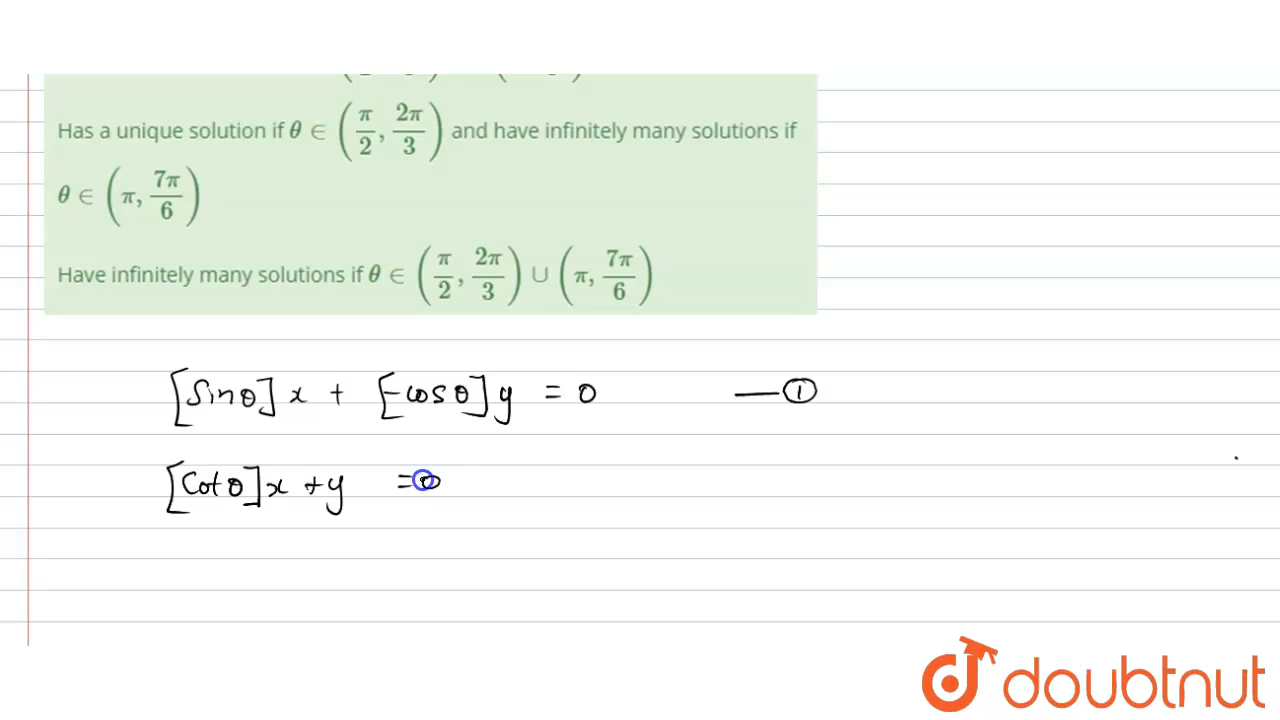 Has a unique solution if θ ∈ (π/2, 2π/3) and have infinitely many solutions if
θ ∈ (π, 7π/6)
Have infinitely many solutions if θ ∈ (π/2, 2π/3) ∪ (π, 7π/6)
[Sinθ]x + [-cosθ]y = 0 —①
[Cotθ]x + y = 0
doubtnut